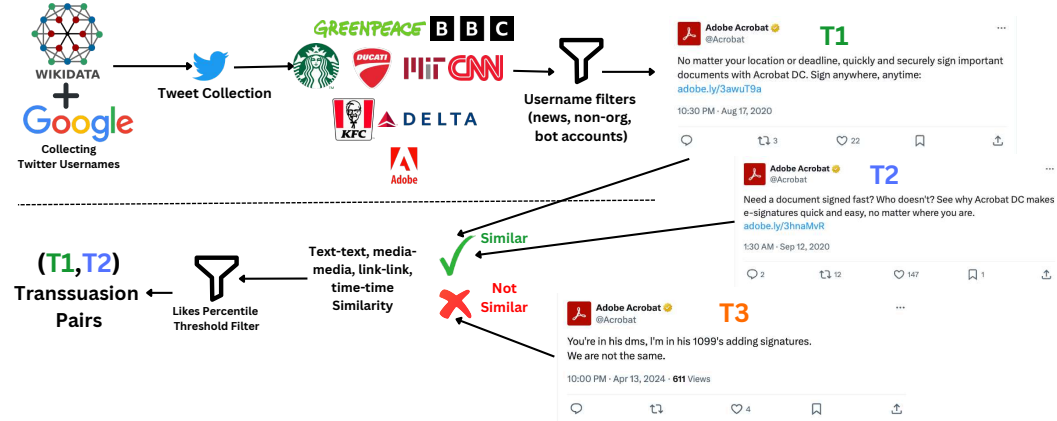 WIKIDATA
Google
Collecting
Twitter Usernames
Tweet Collection
GREENPEACE
BBC
DUCATI
MIT
CNN
KFC
DELTA
Adobe
Username filters
(news, non-org,
bot accounts)
Adobe Acrobat
@Acrobat
T1
No matter your location or deadline, quickly and securely sign important
documents with Acrobat DC. Sign anywhere, anytime:
adobe.ly/3awuT9a
10:30 PM · Aug 17, 2020
3
22
Adobe Acrobat
@Acrobat
T2
Need a document signed fast? Who doesn't? See why Acrobat DC makes
e-signatures quick and easy, no matter where you are.
adobe.ly/3hnaMvR
1:30 AM · Sep 12, 2020
2
12
147
1
Similar
Not
Similar
Text-text, media-
media, link-link,
time-time
Similarity
Likes Percentile
Threshold Filter
(T1,T2)
Transsuasion
Pairs
Adobe Acrobat
@Acrobat
T3
You're in his dms, I'm in his 1099's adding signatures.
We are not the same.
10:00 PM · Apr 13, 2024 · 611 Views
4